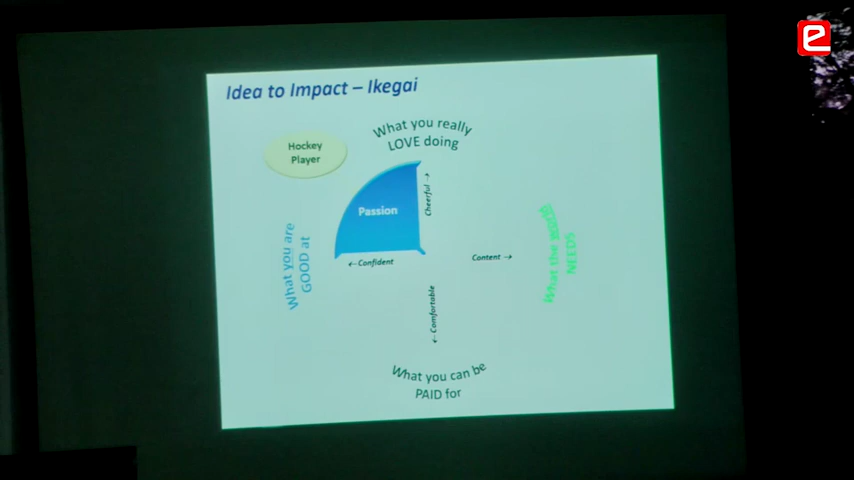 Idea to Impact – Ikegai
What you really
LOVE doing
Hockey
Player
Passion
Cheerful →
What you are
GOOD at
← Confident
Content →
What the world
NEEDS
← Comfortable
What you can be
PAID for
e